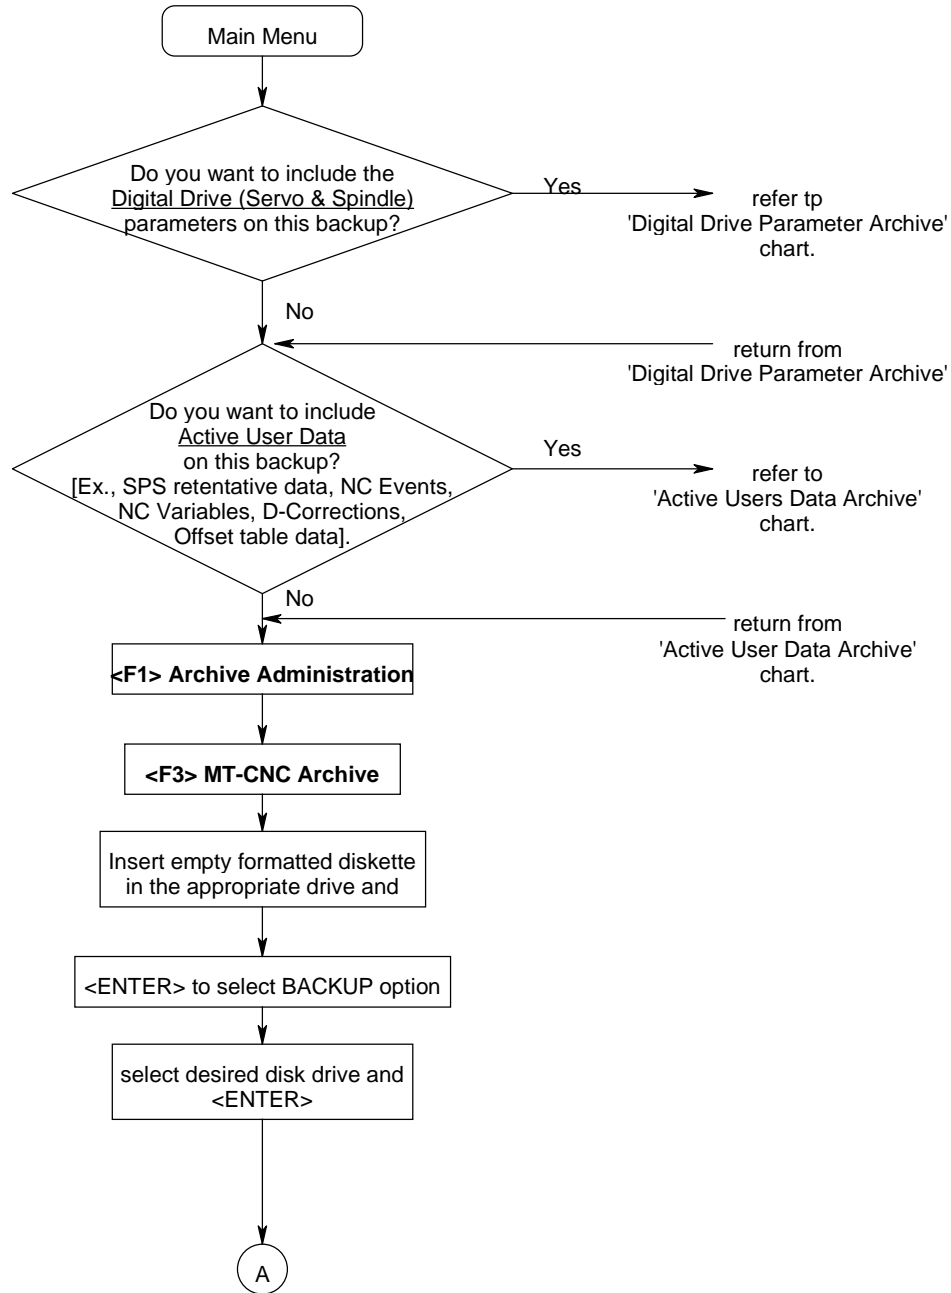 Main Menu
Do you want to include the
Digital Drive (Servo & Spindle)
parameters on this backup?
Yes
refer tp
'Digital Drive Parameter Archive'
chart.
No
return from
'Digital Drive Parameter Archive'
Do you want to include
Active User Data
on this backup?
[Ex., SPS retentative data, NC Events,
NC Variables, D-Corrections,
Offset table data].
Yes
refer to
'Active Users Data Archive'
chart.
No
return from
'Active User Data Archive'
chart.
<F1> Archive Administration
<F3> MT-CNC Archive
Insert empty formatted diskette
in the appropriate drive and
<ENTER> to select BACKUP option
select desired disk drive and
<ENTER>
A